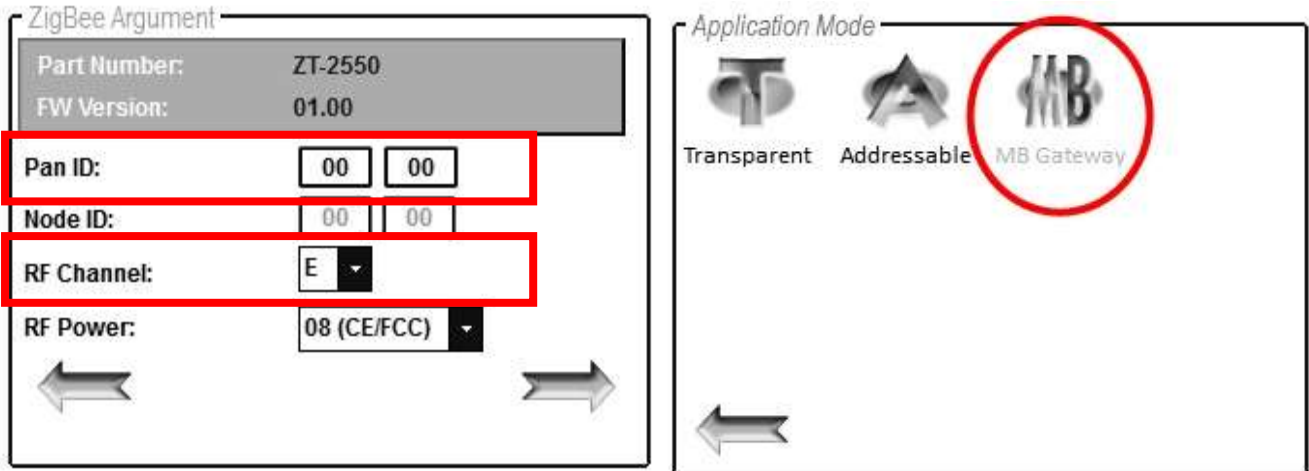 ZigBee Argument
Part Number: ZT-2550
FW Version: 01.00
Pan ID: 00 00
Node ID: 00 00
RF Channel: E
RF Power: 08 (CE/FCC)
Application Mode
T A MB
Transparent Addressable MB Gateway